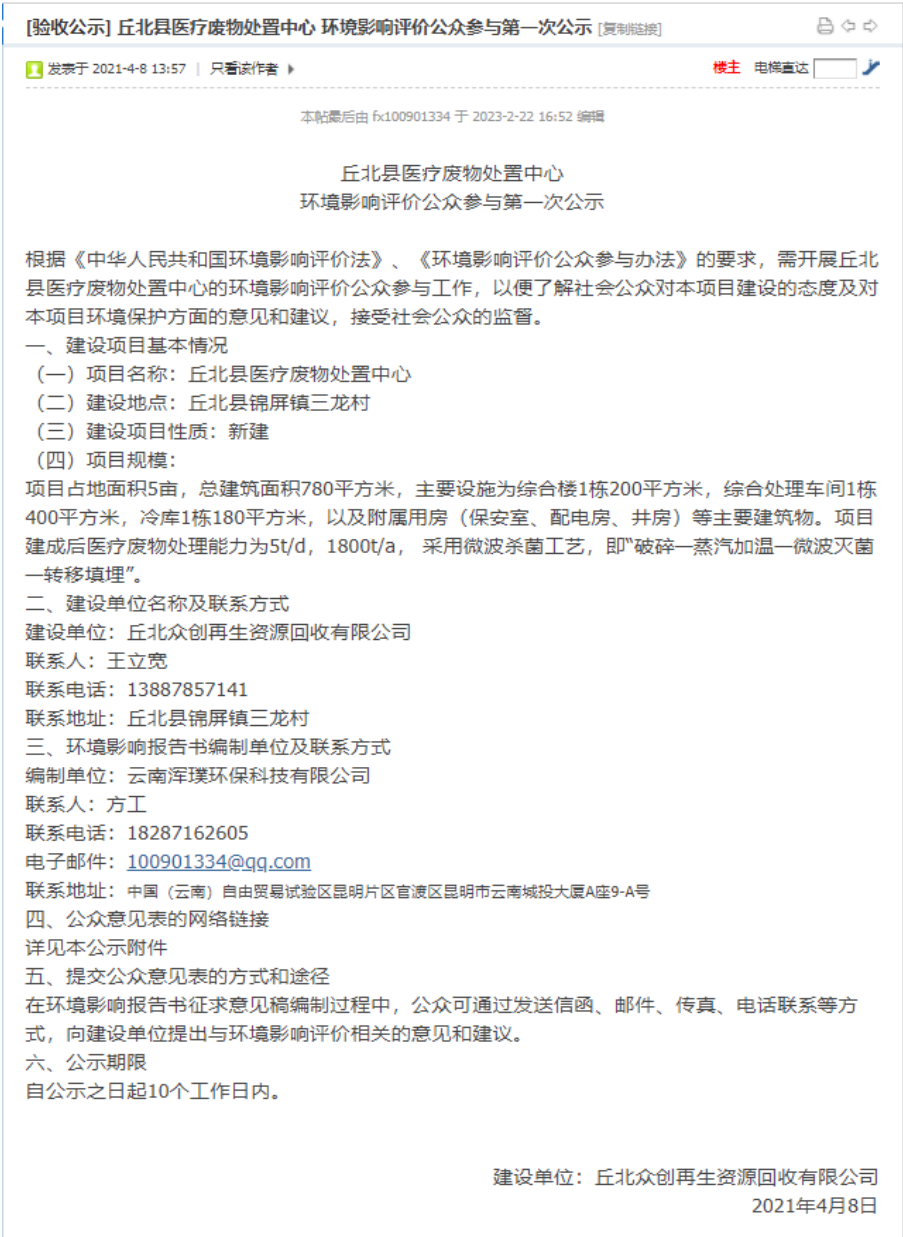 [验收公示] 丘北县医疗废物处置中心 环境影响评价公众参与第一次公示 [复制链接]
发表于 2021-4-8 13:57 | 只看该作者
楼主 电梯直达
本帖最后由 fx100901334 于 2023-2-22 16:52 编辑
丘北县医疗废物处置中心
环境影响评价公众参与第一次公示
根据《中华人民共和国环境影响评价法》、《环境影响评价公众参与办法》的要求，需开展丘北
县医疗废物处置中心的环境影响评价公众参与工作，以便了解社会公众对本项目建设的态度及对
本项目环境保护方面的意见和建议，接受社会公众的监督。
一、建设项目基本情况
（一）项目名称：丘北县医疗废物处置中心
（二）建设地点：丘北县锦屏镇三龙村
（三）建设项目性质：新建
（四）项目规模：
项目占地面积5亩，总建筑面积780平方米，主要设施为综合楼1栋200平方米，综合处理车间1栋
400平方米，冷库1栋180平方米，以及附属用房（保安室、配电房、井房）等主要建筑物。项目
建成后医疗废物处理能力为5t/d，1800t/a， 采用微波杀菌工艺，即“破碎—蒸汽加温—微波灭菌
—转移填埋”。
二、建设单位名称及联系方式
建设单位：丘北众创再生资源回收有限公司
联系人：王立宽
联系电话：13887857141
联系地址：丘北县锦屏镇三龙村
三、环境影响报告书编制单位及联系方式
编制单位：云南浑璞环保科技有限公司
联系人：方工
联系电话：18287162605
电子邮件：100901334@qq.com
联系地址：中国（云南）自由贸易试验区昆明片区官渡区昆明市云南城投大厦A座9-A号
四、公众意见表的网络链接
详见本公示附件
五、提交公众意见表的方式和途径
在环境影响报告书征求意见稿编制过程中，公众可通过发送信函、邮件、传真、电话联系等方
式，向建设单位提出与环境影响评价相关的意见和建议。
六、公示期限
自公示之日起10个工作日内。
建设单位：丘北众创再生资源回收有限公司
2021年4月8日